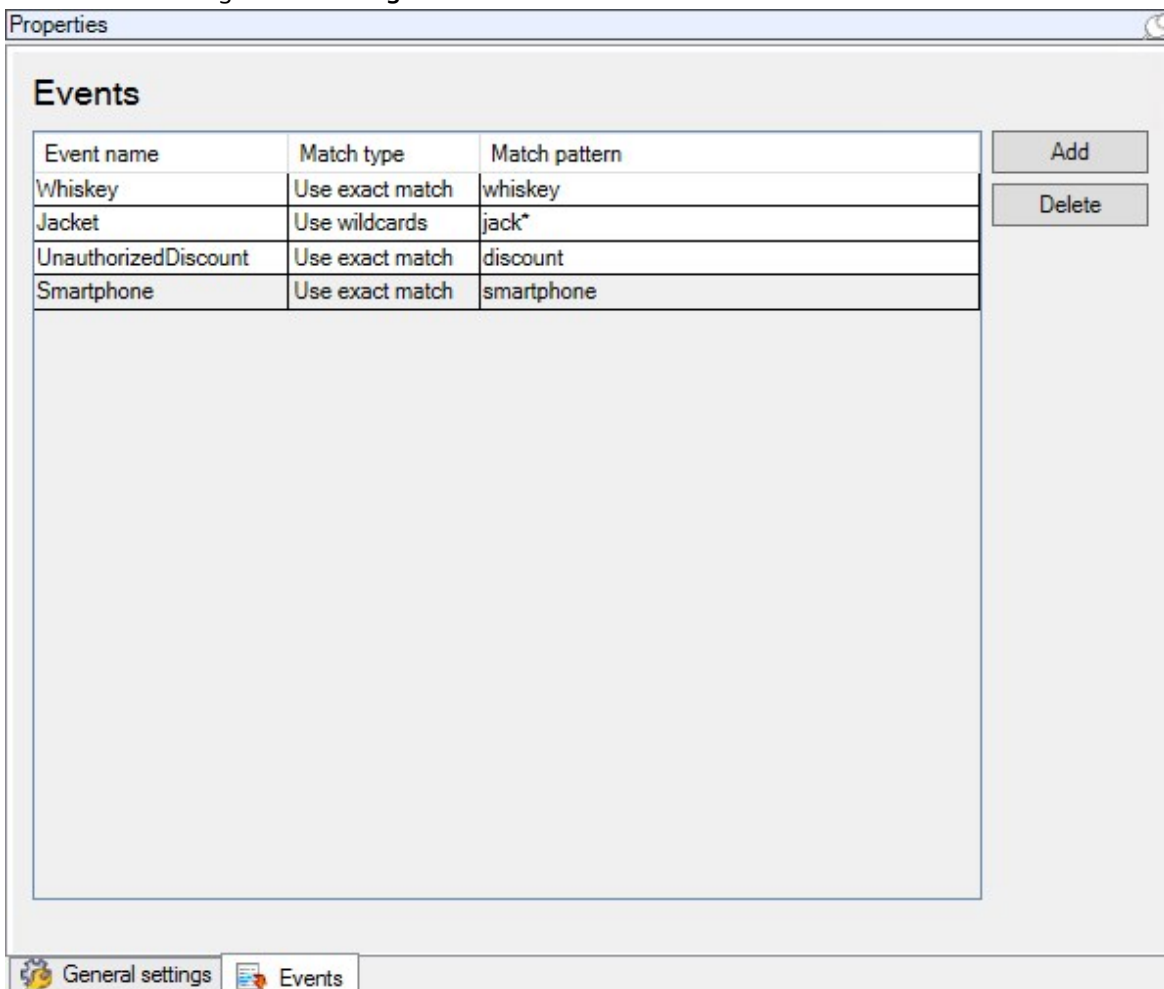 Properties
Events
Event name Match type Match pattern Add
Whiskey Use exact match whiskey
Jacket Use wildcards jack* Delete
UnauthorizedDiscount Use exact match discount
Smartphone Use exact match smartphone
General settings Events